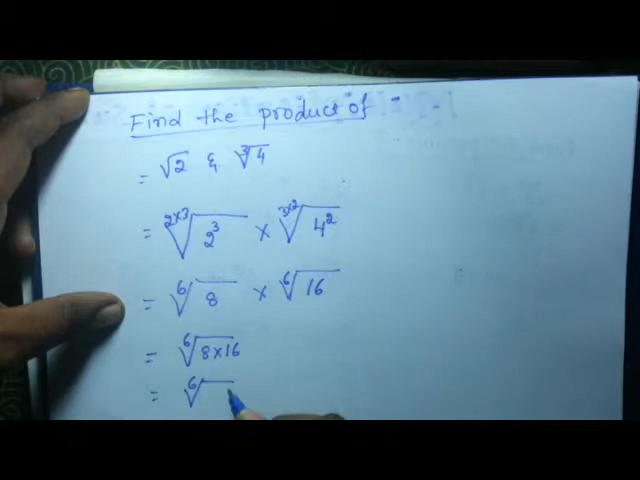 Find the product of :-
= √2 & ∛4
= ²ˣ³√2³ × ³ˣ²√4²
= ⁶√8 × ⁶√16
= ⁶√8×16
= ⁶√